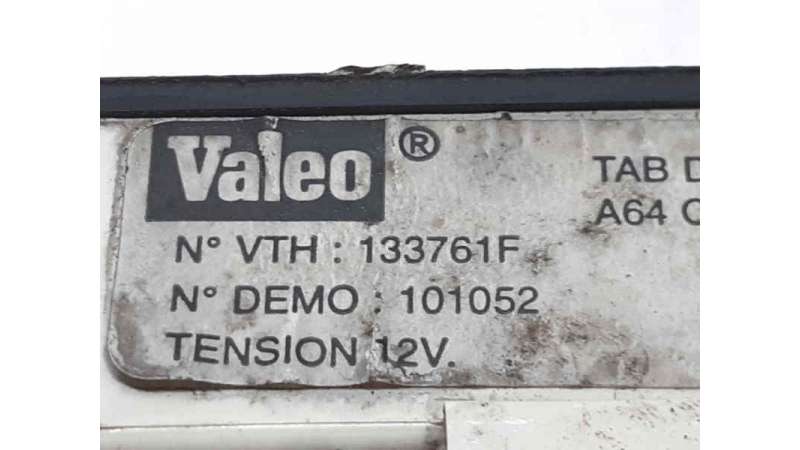 Valeo®
TAB D
A64 C
N° VTH : 133761F
N° DEMO : 101052
TENSION 12V.